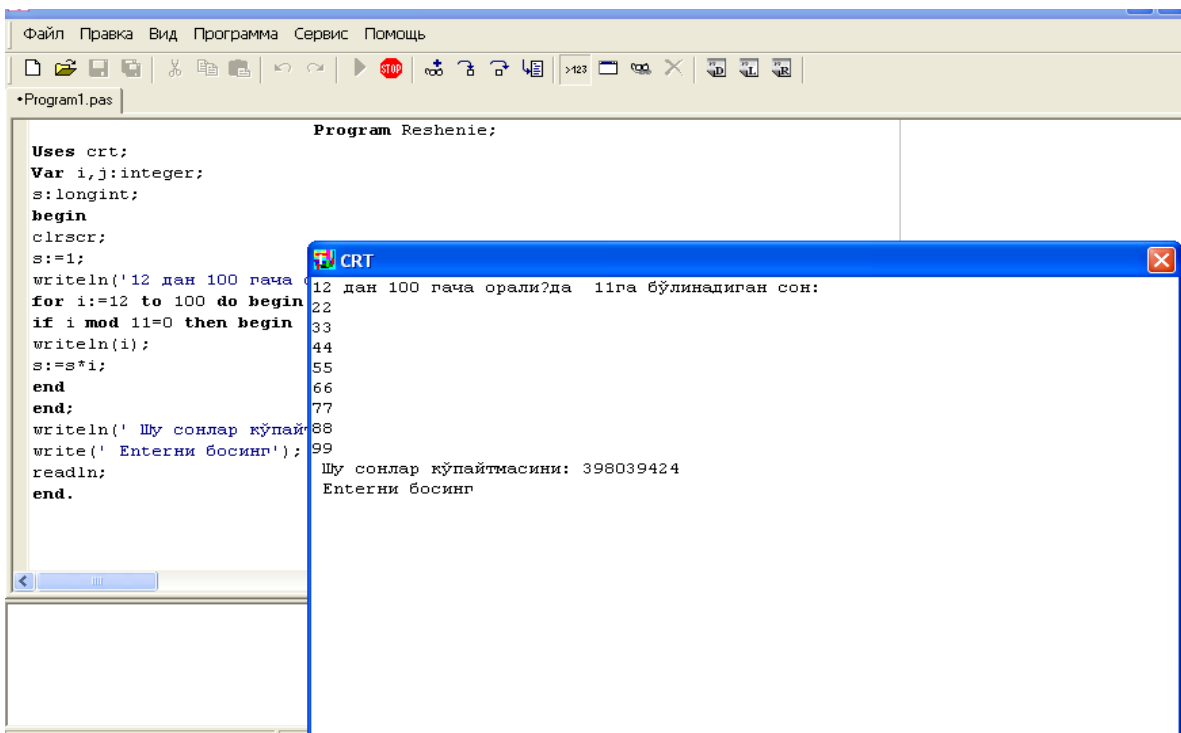 Файл Правка Вид Программа Сервис Помощь
>123
STOP
D L R
•Program1.pas
Program Reshenie;
Uses crt;
Var i,j:integer;
s:longint;
begin
clrscr;
s:=1;
writeln('12 дан 100 гача
for i:=12 to 100 do begin
if i mod 11=0 then begin
writeln(i);
s:=s*i;
end
end;
writeln(' Шу сонлар кўпай
write(' Enterни босинг');
readln;
end.
CRT
12 дан 100 гача орали?да  11га бўлинадиган сон:
22
33
44
55
66
77
88
99
Шу сонлар кўпайтмасини: 398039424
Enterни босинг